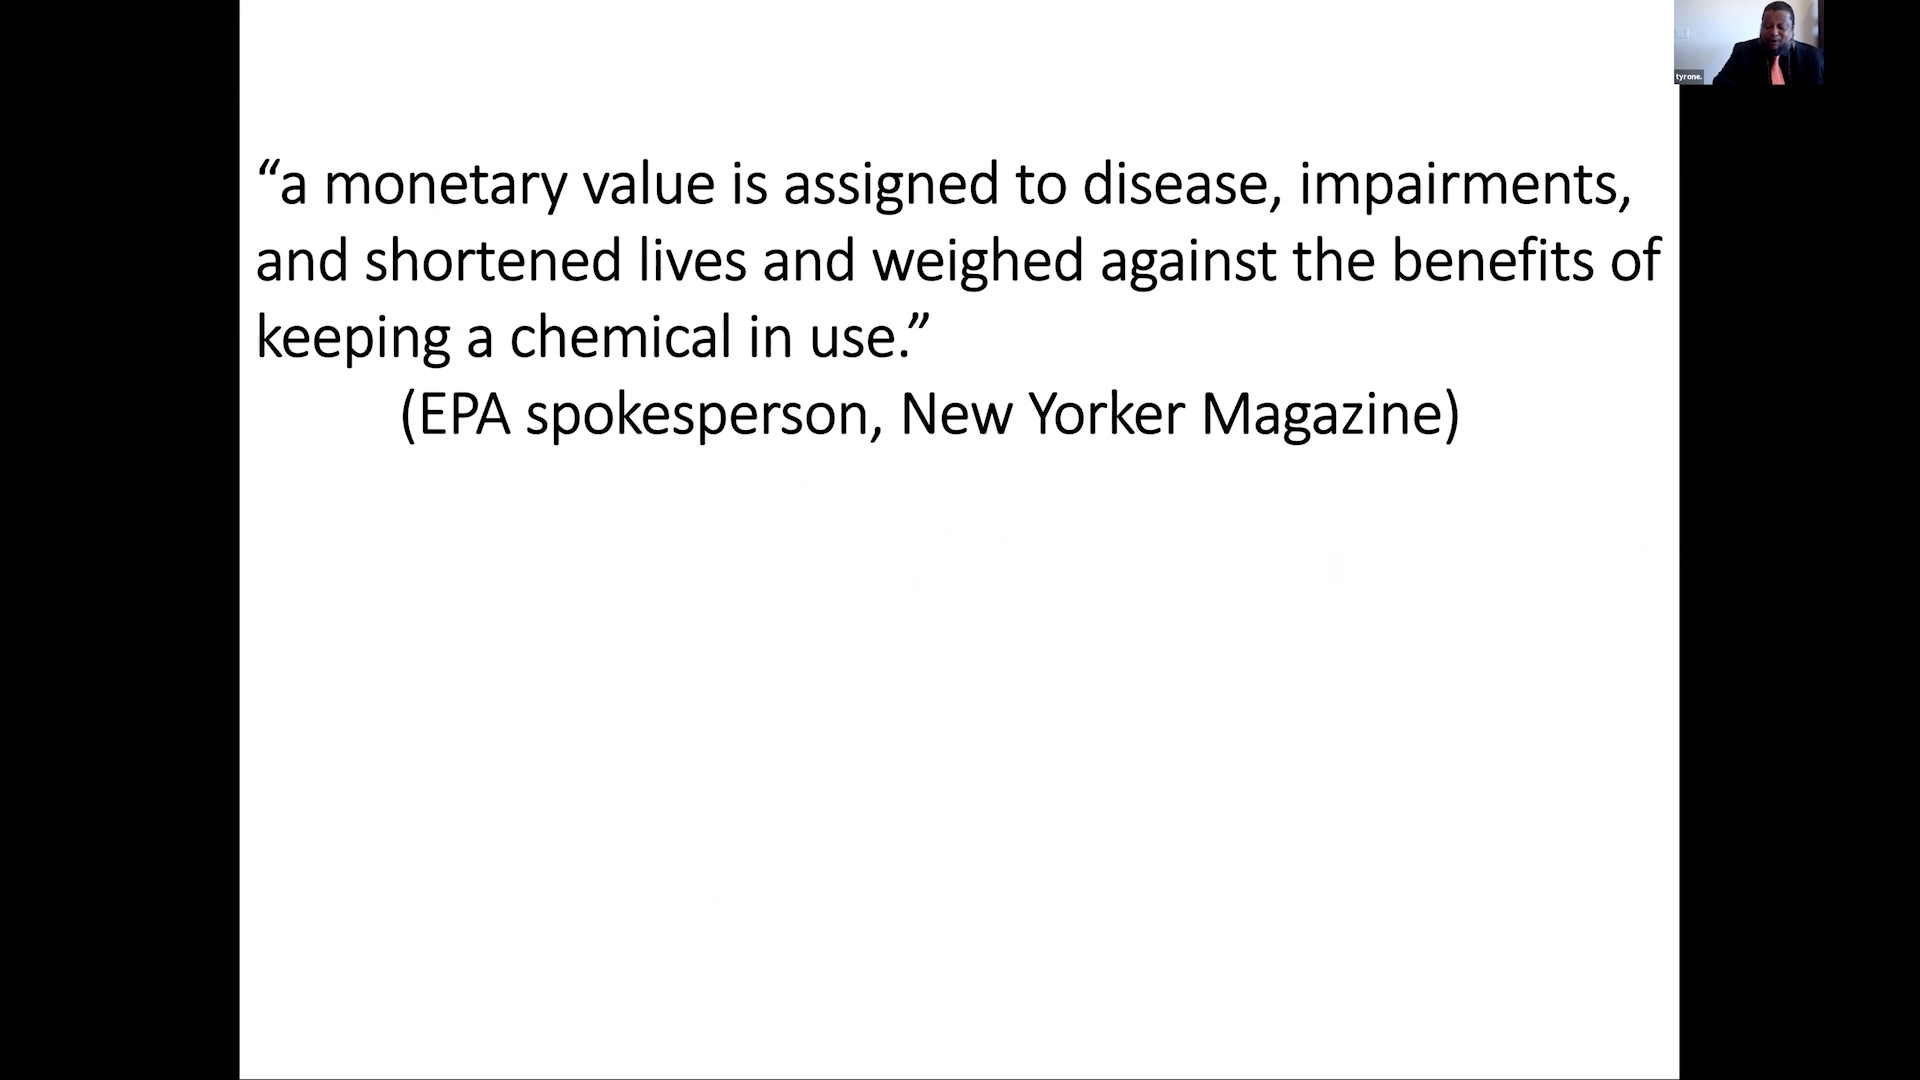 “a monetary value is assigned to disease, impairments,
and shortened lives and weighed against the benefits of
keeping a chemical in use.”
(EPA spokesperson, New Yorker Magazine)
tyrone.